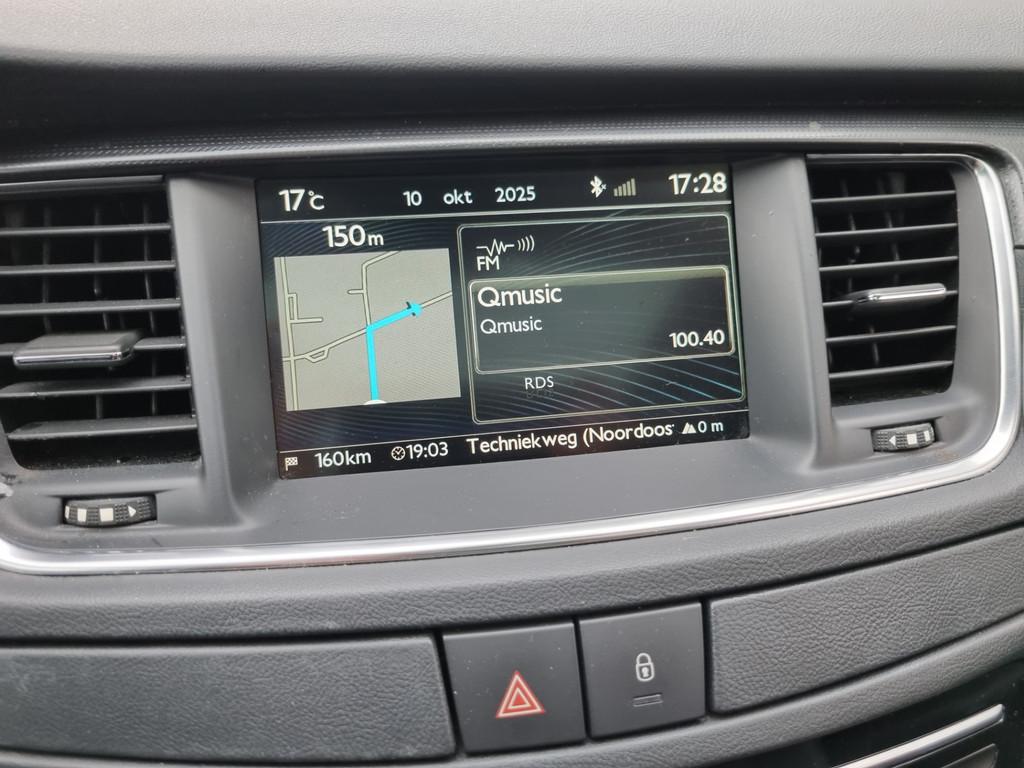 17°C 10 okt 2025 17:28
150m
FM
Qmusic
Qmusic
100.40
RDS
160km 19:03 Techniekweg (Noordoos 0 m